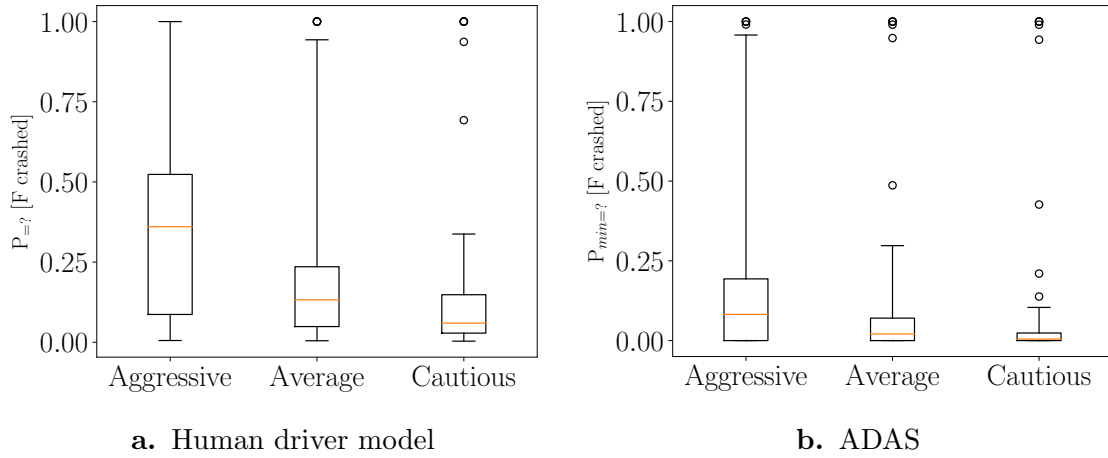 1.00
0.75
0.50
0.25
0.00
P=? [F crashed]
Aggressive Average Cautious
a. Human driver model
1.00
0.75
0.50
0.25
0.00
Pmin=? [F crashed]
Aggressive Average Cautious
b. ADAS